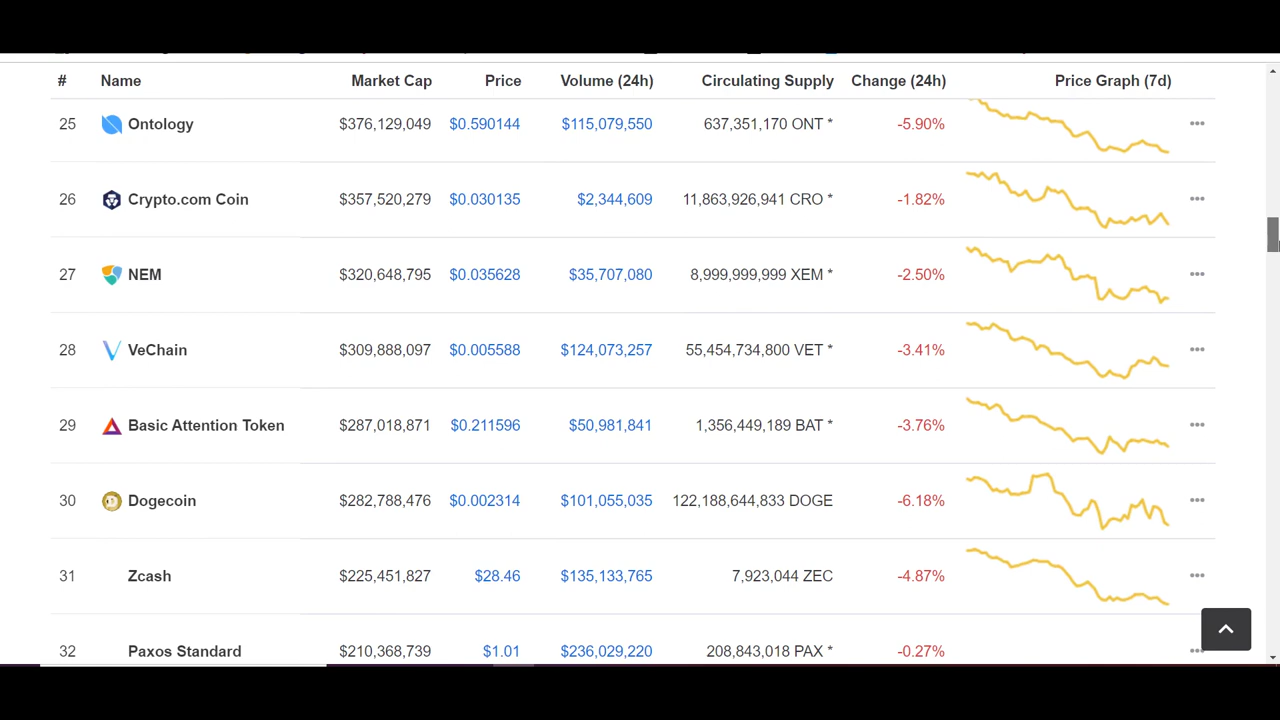 # Name Market Cap Price Volume (24h) Circulating Supply Change (24h) Price Graph (7d)
25 Ontology $376,129,049 $0.590144 $115,079,550 637,351,170 ONT * -5.90%
26 Crypto.com Coin $357,520,279 $0.030135 $2,344,609 11,863,926,941 CRO * -1.82%
27 NEM $320,648,795 $0.035628 $35,707,080 8,999,999,999 XEM * -2.50%
28 VeChain $309,888,097 $0.005588 $124,073,257 55,454,734,800 VET * -3.41%
29 Basic Attention Token $287,018,871 $0.211596 $50,981,841 1,356,449,189 BAT * -3.76%
30 Dogecoin $282,788,476 $0.002314 $101,055,035 122,188,644,833 DOGE -6.18%
31 Zcash $225,451,827 $28.46 $135,133,765 7,923,044 ZEC -4.87%
32 Paxos Standard $210,368,739 $1.01 $236,029,220 208,843,018 PAX * -0.27%